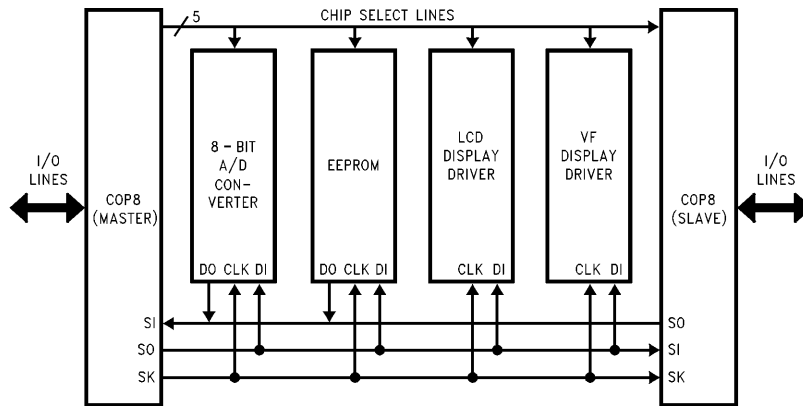 5
CHIP SELECT LINES
I/O
LINES
COP8
(MASTER)
8 - BIT
A/D
CON-
VERTER
EEPROM
LCD
DISPLAY
DRIVER
VF
DISPLAY
DRIVER
COP8
(SLAVE)
I/O
LINES
DO CLK DI
DO CLK DI
CLK DI
CLK DI
SI
SO
SO
SI
SK
SK